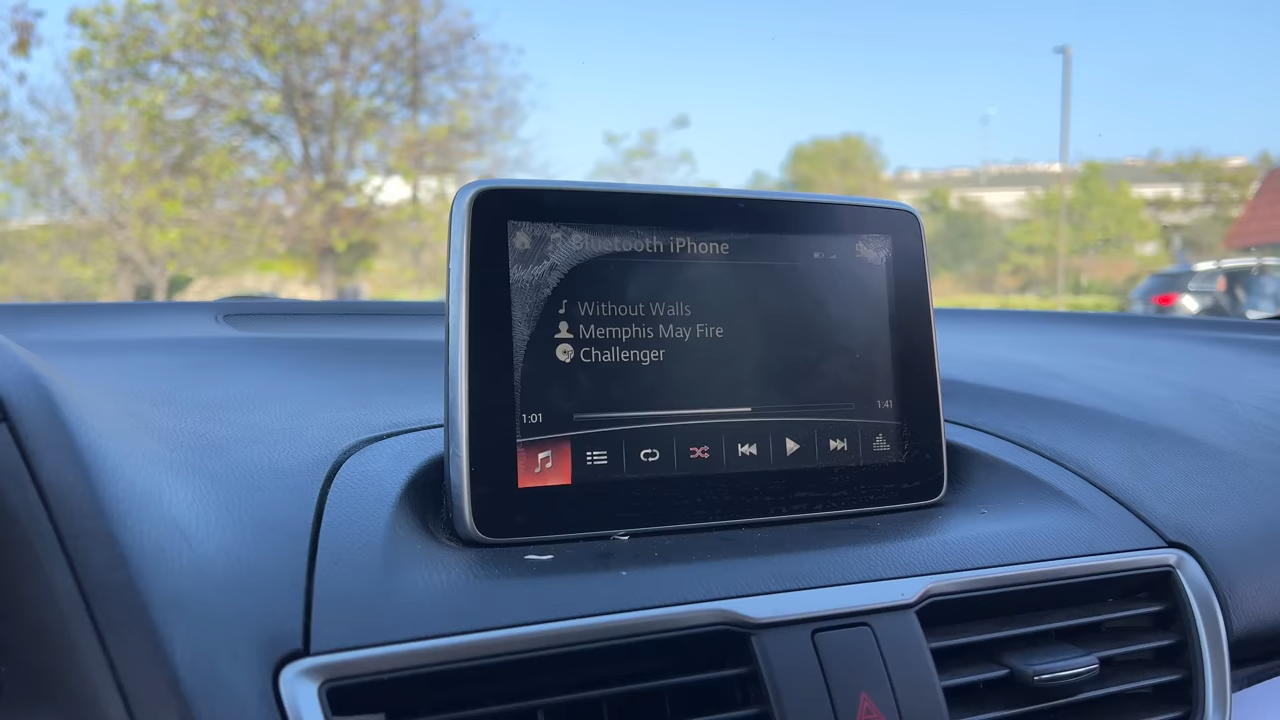 Bluetooth iPhone
Without Walls
Memphis May Fire
Challenger
1:01
1:41